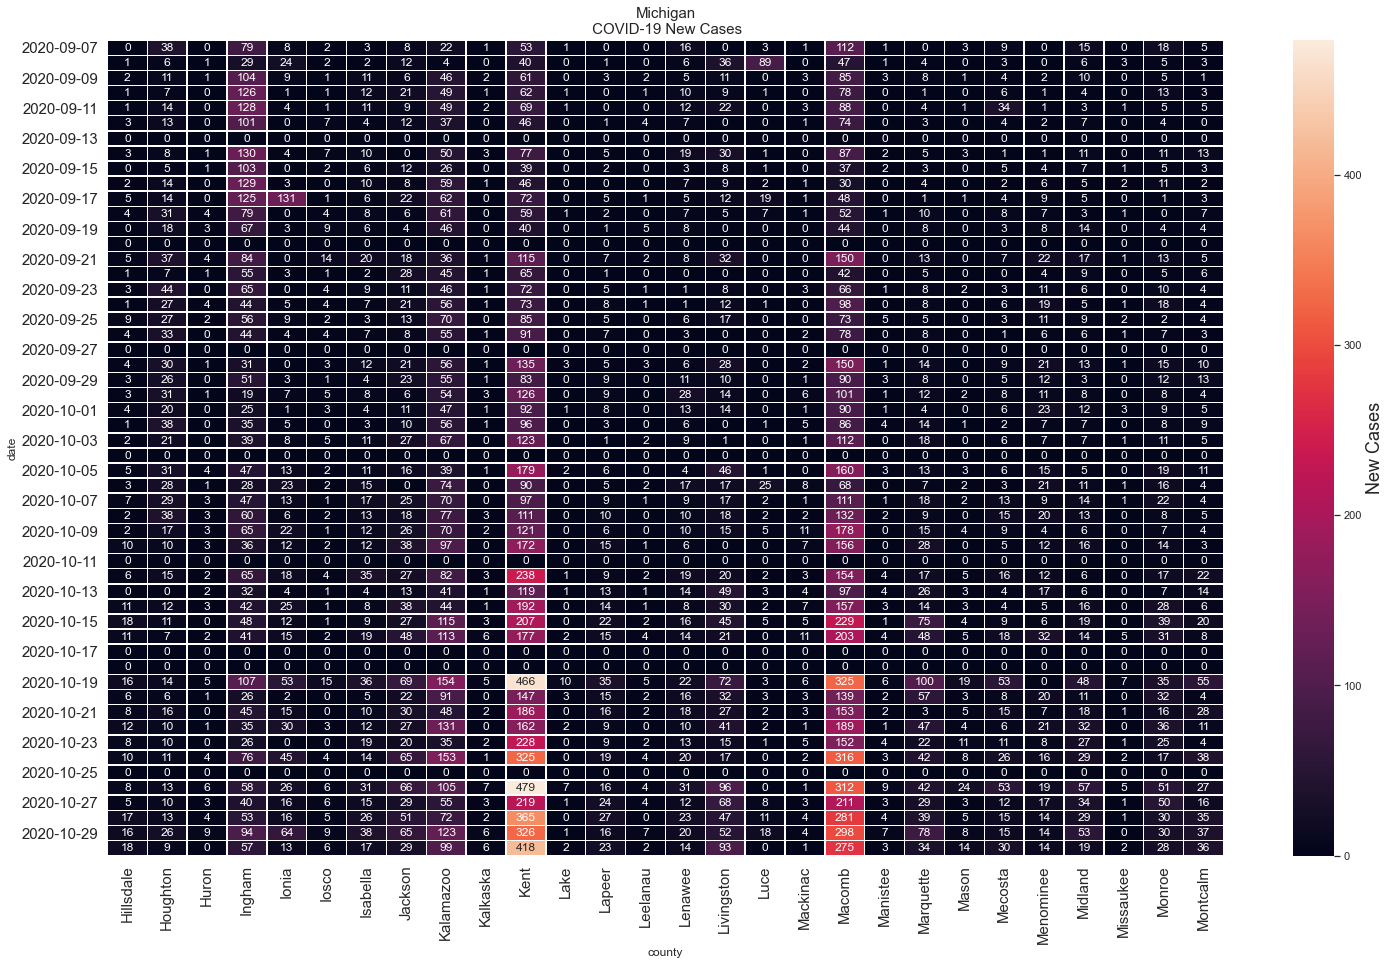 Michigan
COVID-19 New Cases
2020-09-07 0 38 0 79 8 2 3 8 22 1 53 1 0 0 16 0 3 1 112 1 0 3 9 0 15 0 18 5
1 6 1 29 24 2 2 12 4 0 40 0 1 0 6 36 89 0 47 1 4 0 3 0 6 3 5 3
2020-09-09 2 11 1 104 9 1 11 6 46 2 61 0 3 2 5 11 0 3 85 3 8 1 4 2 10 0 5 1
1 7 0 126 1 1 12 21 49 1 62 1 0 1 10 9 1 0 78 0 1 0 6 1 4 0 13 3
2020-09-11 1 14 0 128 4 1 11 9 49 2 69 1 0 0 12 22 0 3 88 0 4 1 34 1 3 1 5 5
3 13 0 101 0 7 4 12 37 0 46 0 1 4 7 0 0 1 74 0 3 0 4 2 7 0 4 0
2020-09-13 0 0 0 0 0 0 0 0 0 0 0 0 0 0 0 0 0 0 0 0 0 0 0 0 0 0 0 0
3 8 1 130 4 7 10 0 50 3 77 0 5 0 19 30 1 0 87 2 5 3 1 1 11 0 11 13
2020-09-15 0 5 1 103 0 2 6 12 26 0 39 0 2 0 3 8 1 0 37 2 3 0 5 4 7 1 5 3
2 14 0 129 3 0 10 8 59 1 46 0 0 0 7 9 2 1 30 0 4 0 2 6 5 2 11 2
2020-09-17 5 14 0 125 131 1 6 22 62 0 72 0 5 1 5 12 19 1 48 0 1 1 4 9 5 0 1 3
4 31 4 79 0 4 8 6 61 0 59 1 2 0 7 5 7 1 52 1 10 0 8 7 3 1 0 7
2020-09-19 0 18 3 67 3 9 6 4 46 0 40 0 1 5 8 0 0 0 44 0 8 0 3 8 14 0 4 4
0 0 0 0 0 0 0 0 0 0 0 0 0 0 0 0 0 0 0 0 0 0 0 0 0 0 0 0
2020-09-21 5 37 4 84 0 14 20 18 36 1 115 0 7 2 8 32 0 0 150 0 13 0 7 22 17 1 13 5
1 7 1 55 3 1 2 28 45 1 65 0 1 0 0 0 0 0 42 0 5 0 0 4 9 0 5 6
2020-09-23 3 44 0 65 0 4 9 11 46 1 72 0 5 0 1 8 0 3 66 1 8 2 3 11 6 0 10 4
1 27 4 44 5 4 7 21 56 1 73 0 8 1 1 12 1 0 98 0 8 0 6 19 5 1 18 4
2020-09-25 9 27 2 56 9 2 3 13 70 0 85 0 5 0 6 17 0 0 73 5 5 0 3 11 9 2 2 4
4 33 0 44 4 4 7 8 55 1 91 0 7 0 3 0 0 2 78 0 8 0 1 6 6 1 7 3
2020-09-27 0 0 0 0 0 0 0 0 0 0 0 0 0 0 0 0 0 0 0 0 0 0 0 0 0 0 0 0
4 30 1 31 0 3 12 21 56 1 135 3 5 3 6 28 0 2 150 1 14 0 9 21 13 1 15 10
2020-09-29 3 26 0 51 3 1 4 23 55 1 83 0 9 0 11 10 0 1 90 3 8 0 5 12 3 0 12 13
3 31 1 19 7 5 8 6 54 3 126 0 9 0 28 14 0 6 101 1 12 2 8 11 8 0 8 4
2020-10-01 4 20 0 25 1 3 4 11 47 1 92 1 8 0 13 14 0 1 90 1 4 0 6 23 12 3 9 5
1 38 0 35 5 0 3 10 56 1 96 0 3 0 6 0 1 5 86 4 14 1 2 7 7 0 8 9
2020-10-03 2 21 0 39 8 5 11 27 67 0 123 0 1 2 9 1 0 1 112 0 18 0 6 7 7 1 11 5
0 0 0 0 0 0 0 0 0 0 0 0 0 0 0 0 0 0 0 0 0 0 0 0 0 0 0 0
2020-10-05 5 31 4 47 13 2 11 16 39 1 179 2 6 0 4 46 1 0 160 3 13 3 6 15 5 0 19 11
3 28 1 28 23 2 15 0 74 0 90 0 5 2 17 17 25 8 68 0 7 2 3 21 11 1 16 4
2020-10-07 7 29 3 47 13 1 17 25 70 0 97 0 9 1 9 17 2 1 111 1 18 2 13 9 14 1 22 4
2 38 3 60 6 2 13 18 77 3 111 0 10 0 10 18 2 2 132 2 9 0 15 20 13 0 8 5
2020-10-09 2 17 3 65 22 1 12 26 70 2 121 0 6 0 10 15 5 11 178 0 15 4 9 4 6 0 7 4
10 10 3 36 12 2 12 38 97 0 172 0 15 1 6 0 0 7 156 0 28 0 5 12 16 0 14 3
2020-10-11 0 0 0 0 0 0 0 0 0 0 0 0 0 0 0 0 0 0 0 0 0 0 0 0 0 0 0 0
6 15 2 65 18 4 35 27 82 3 238 1 9 2 19 20 2 3 154 4 17 5 16 12 6 0 17 22
2020-10-13 0 0 2 32 4 1 4 13 41 1 119 1 13 1 14 49 3 4 97 4 26 3 4 17 6 0 7 14
11 12 3 42 25 1 8 38 44 1 192 0 14 1 8 30 2 7 157 3 14 3 4 5 16 0 28 6
2020-10-15 18 11 0 48 12 1 9 27 115 3 207 0 22 2 16 45 5 5 229 1 75 4 9 6 19 0 39 20
11 7 2 41 15 2 19 48 113 6 177 2 15 4 14 21 0 11 203 4 48 5 18 32 14 5 31 8
2020-10-17 0 0 0 0 0 0 0 0 0 0 0 0 0 0 0 0 0 0 0 0 0 0 0 0 0 0 0 0
0 0 0 0 0 0 0 0 0 0 0 0 0 0 0 0 0 0 0 0 0 0 0 0 0 0 0 0
2020-10-19 16 14 5 107 53 15 36 69 154 5 466 10 35 5 22 72 3 6 325 6 100 19 53 0 48 7 35 55
6 6 1 26 2 0 5 22 91 0 147 3 15 2 16 32 3 3 139 2 57 3 8 20 11 0 32 4
2020-10-21 16 9 0 45 15 0 10 30 48 2 186 0 16 2 18 27 2 3 153 2 3 5 15 7 18 1 16 28
12 10 1 35 30 3 12 27 131 0 162 2 9 0 10 41 2 1 189 1 47 4 6 21 32 0 36 11
2020-10-23 8 10 0 26 0 0 19 20 35 2 228 0 9 2 13 15 1 5 152 4 22 11 11 8 27 1 25 4
10 11 4 76 45 4 14 65 153 1 325 0 19 4 20 17 0 2 316 3 42 8 26 16 29 2 17 38
2020-10-25 0 0 0 0 0 0 0 0 0 0 0 0 0 0 0 0 0 0 0 0 0 0 0 0 0 0 0 0
8 13 6 58 26 6 31 66 105 7 479 7 16 4 31 96 0 1 312 9 42 24 53 19 57 5 51 27
2020-10-27 5 10 3 40 16 6 15 29 55 3 219 1 24 4 12 68 8 3 211 3 29 3 12 17 34 1 50 16
17 13 4 53 16 5 26 51 72 2 365 0 27 0 23 47 11 4 281 4 39 5 15 14 29 1 30 35
2020-10-29 16 26 9 94 64 9 38 65 123 6 326 1 16 7 20 52 18 4 298 7 78 8 15 14 53 0 30 37
18 9 0 57 13 6 17 29 99 6 418 2 23 2 14 93 0 1 275 3 34 14 30 14 19 2 28 36
date
Hillsdale Houghton Huron Ingham Ionia Iosco Isabella Jackson Kalamazoo Kalkaska Kent Lake Lapeer Leelanau Lenawee Livingston Luce Mackinac Macomb Manistee Marquette Mason Mecosta Menominee Midland Missaukee Monroe Montcalm
county
400
300
200
100
0
New Cases